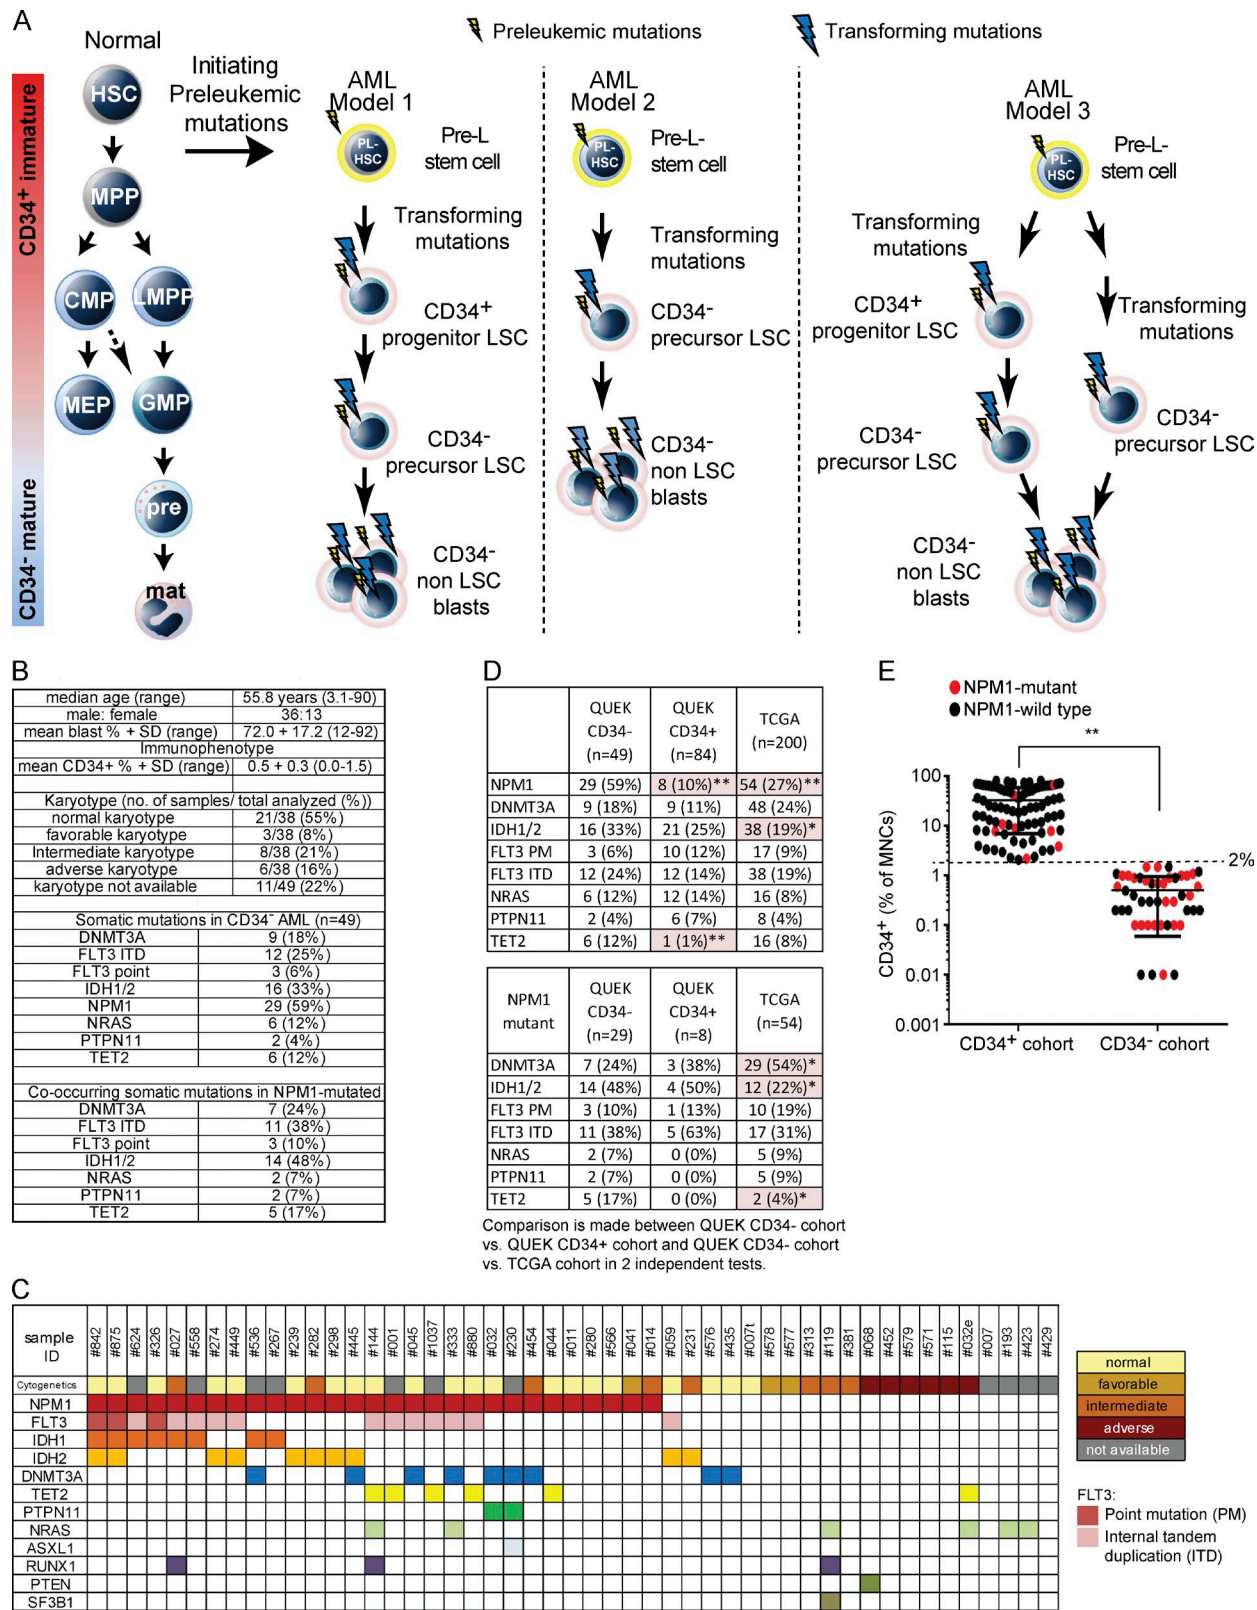 A
Normal
Preleukemic mutations
Transforming mutations
CD34+ immature
CD34- mature
HSC
MPP
CMP
LMPP
MEP
GMP
pre
mat
Initiating
Preleukemic
mutations
AML
Model 1
PL-
HSC
Pre-L
stem cell
Transforming
mutations
CD34+
progenitor LSC
CD34-
precursor LSC
CD34-
non LSC
blasts
AML
Model 2
PL-
HSC
Pre-L-
stem cell
Transforming
mutations
CD34-
precursor LSC
CD34-
non LSC
blasts
AML
Model 3
PL-
HSC
Pre-L-
stem cell
Transforming
mutations
CD34+
progenitor LSC
Transforming
mutations
CD34-
precursor LSC
CD34-
precursor LSC
CD34-
non LSC
blasts
B
median age (range) 55.8 years (3.1-90)
male: female 36:13
mean blast % + SD (range) 72.0 + 17.2 (12-92)
Immunophenotype
mean CD34+ % + SD (range) 0.5 + 0.3 (0.0-1.5)
Karyotype (no. of samples/ total analyzed (%))
normal karyotype 21/38 (55%)
favorable karyotype 3/38 (8%)
Intermediate karyotype 8/38 (21%)
adverse karyotype 6/38 (16%)
karyotype not available 11/49 (22%)
Somatic mutations in CD34- AML (n=49)
DNMT3A 9 (18%)
FLT3 ITD 12 (25%)
FLT3 point 3 (6%)
IDH1/2 16 (33%)
NPM1 29 (59%)
NRAS 6 (12%)
PTPN11 2 (4%)
TET2 6 (12%)
Co-occurring somatic mutations in NPM1-mutated
DNMT3A 7 (24%)
FLT3 ITD 11 (38%)
FLT3 point 3 (10%)
IDH1/2 14 (48%)
NRAS 2 (7%)
PTPN11 2 (7%)
TET2 5 (17%)
D
QUEK CD34- (n=49) QUEK CD34+ (n=84) TCGA (n=200)
NPM1 29 (59%) 8 (10%)** 54 (27%)**
DNMT3A 9 (18%) 9 (11%) 48 (24%)
IDH1/2 16 (33%) 21 (25%) 38 (19%)*
FLT3 PM 3 (6%) 10 (12%) 17 (9%)
FLT3 ITD 12 (24%) 12 (14%) 38 (19%)
NRAS 6 (12%) 12 (14%) 16 (8%)
PTPN11 2 (4%) 6 (7%) 8 (4%)
TET2 6 (12%) 1 (1%)** 16 (8%)
NPM1 mutant QUEK CD34- (n=29) QUEK CD34+ (n=8) TCGA (n=54)
DNMT3A 7 (24%) 3 (38%) 29 (54%)*
IDH1/2 14 (48%) 4 (50%) 12 (22%)*
FLT3 PM 3 (10%) 1 (13%) 10 (19%)
FLT3 ITD 11 (38%) 5 (63%) 17 (31%)
NRAS 2 (7%) 0 (0%) 5 (9%)
PTPN11 2 (7%) 0 (0%) 5 (9%)
TET2 5 (17%) 0 (0%) 2 (4%)*
Comparison is made between QUEK CD34- cohort
vs. QUEK CD34+ cohort and QUEK CD34- cohort
vs. TCGA cohort in 2 independent tests.
E
NPM1-mutant
NPM1-wild type
**
CD34+ (% of MNCs)
100
10
1
0.1
0.01
0.001
2%
CD34+ cohort
CD34- cohort
C
sample ID #842 #875 #624 #326 #027 #558 #274 #449 #536 #267 #239 #282 #298 #445 #144 #001 #045 #1037 #333 #880 #032 #230 #454 #044 #011 #280 #566 #041 #014 #059 #231 #576 #435 #007t #578 #577 #313 #119 #381 #068 #452 #579 #571 #115 #032e #007 #193 #423 #429
Cytogenetics
NPM1
FLT3
IDH1
IDH2
DNMT3A
TET2
PTPN11
NRAS
ASXL1
RUNX1
PTEN
SF3B1
normal
favorable
intermediate
adverse
not available
FLT3:
Point mutation (PM)
Internal tandem
duplication (ITD)